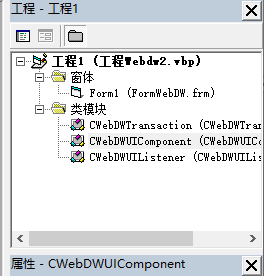 工程 - 工程1
工程1 (工程Webdw2.vbp)
窗体
Form1 (FormWebDW.frm)
类模块
CWebDWTransaction (CWebDWTran
CWebDWUIComponent (CWebDWUICo
CWebDWUIListener (CWebDWUILis
属性 - CWebDWUIComponent